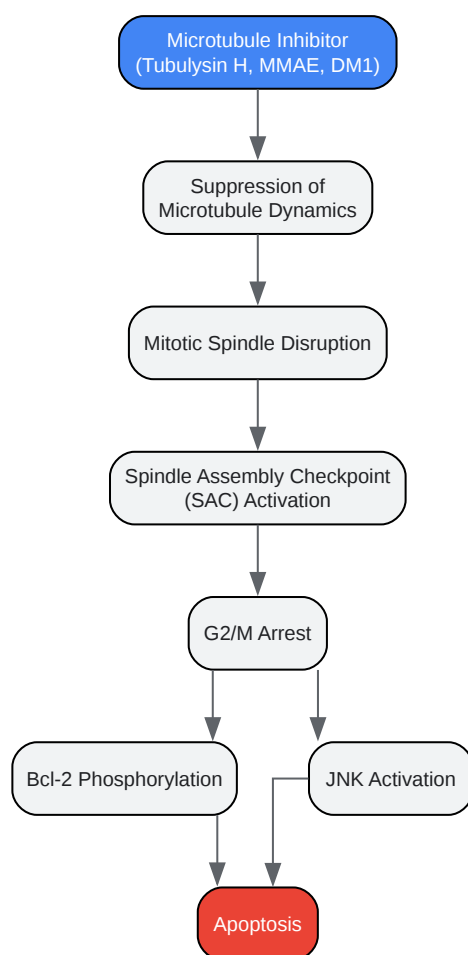 Microtubule Inhibitor
(Tubulysin H, MMAE, DM1)
Suppression of
Microtubule Dynamics
Mitotic Spindle Disruption
Spindle Assembly Checkpoint
(SAC) Activation
G2/M Arrest
Bcl-2 Phosphorylation
JNK Activation
Apoptosis